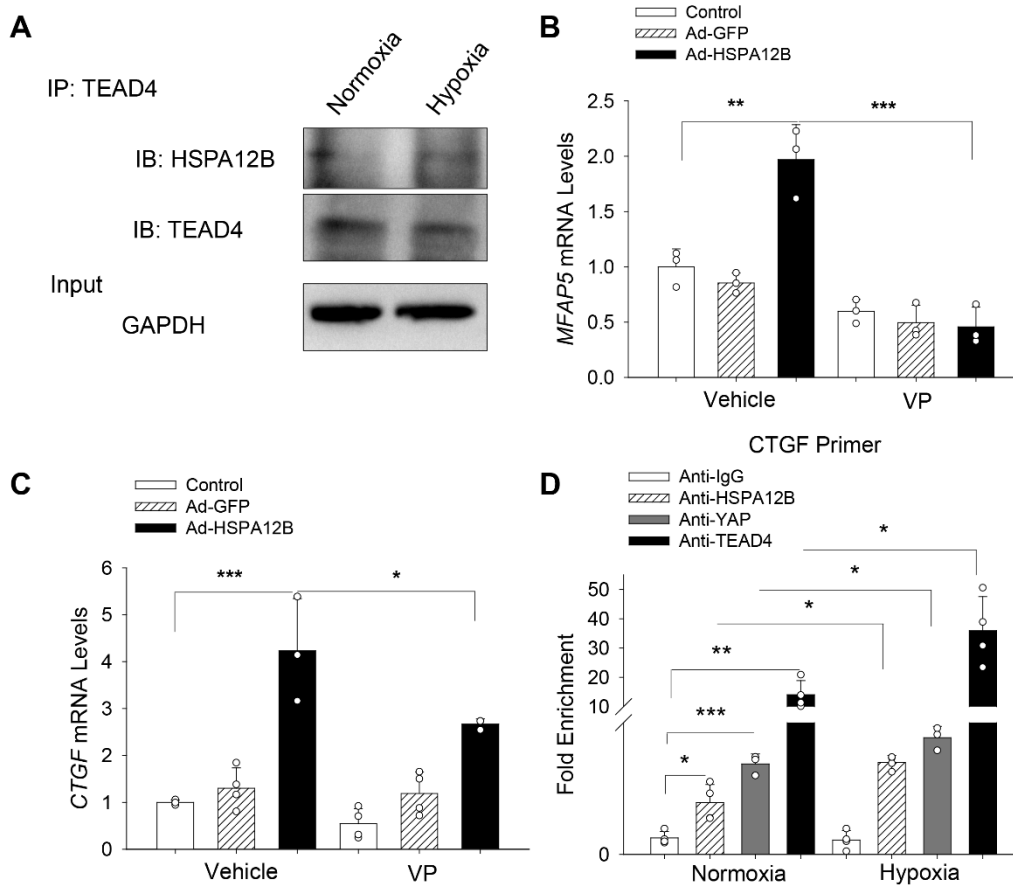 A
IP: TEAD4
Normoxia
Hypoxia
IB: HSPA12B
IB: TEAD4
Input
GAPDH
B
Control
Ad-GFP
Ad-HSPA12B
MFAP5 mRNA Levels
2.5
2.0
1.5
1.0
0.5
0.0
**
***
Vehicle
VP
C
Control
Ad-GFP
Ad-HSPA12B
CTGF mRNA Levels
6
5
4
3
2
1
0
***
*
Vehicle
VP
CTGF Primer
D
Anti-IgG
Anti-HSPA12B
Anti-YAP
Anti-TEAD4
Fold Enrichment
50
40
30
20
10
0
*
*
*
**
***
*
Normoxia
Hypoxia